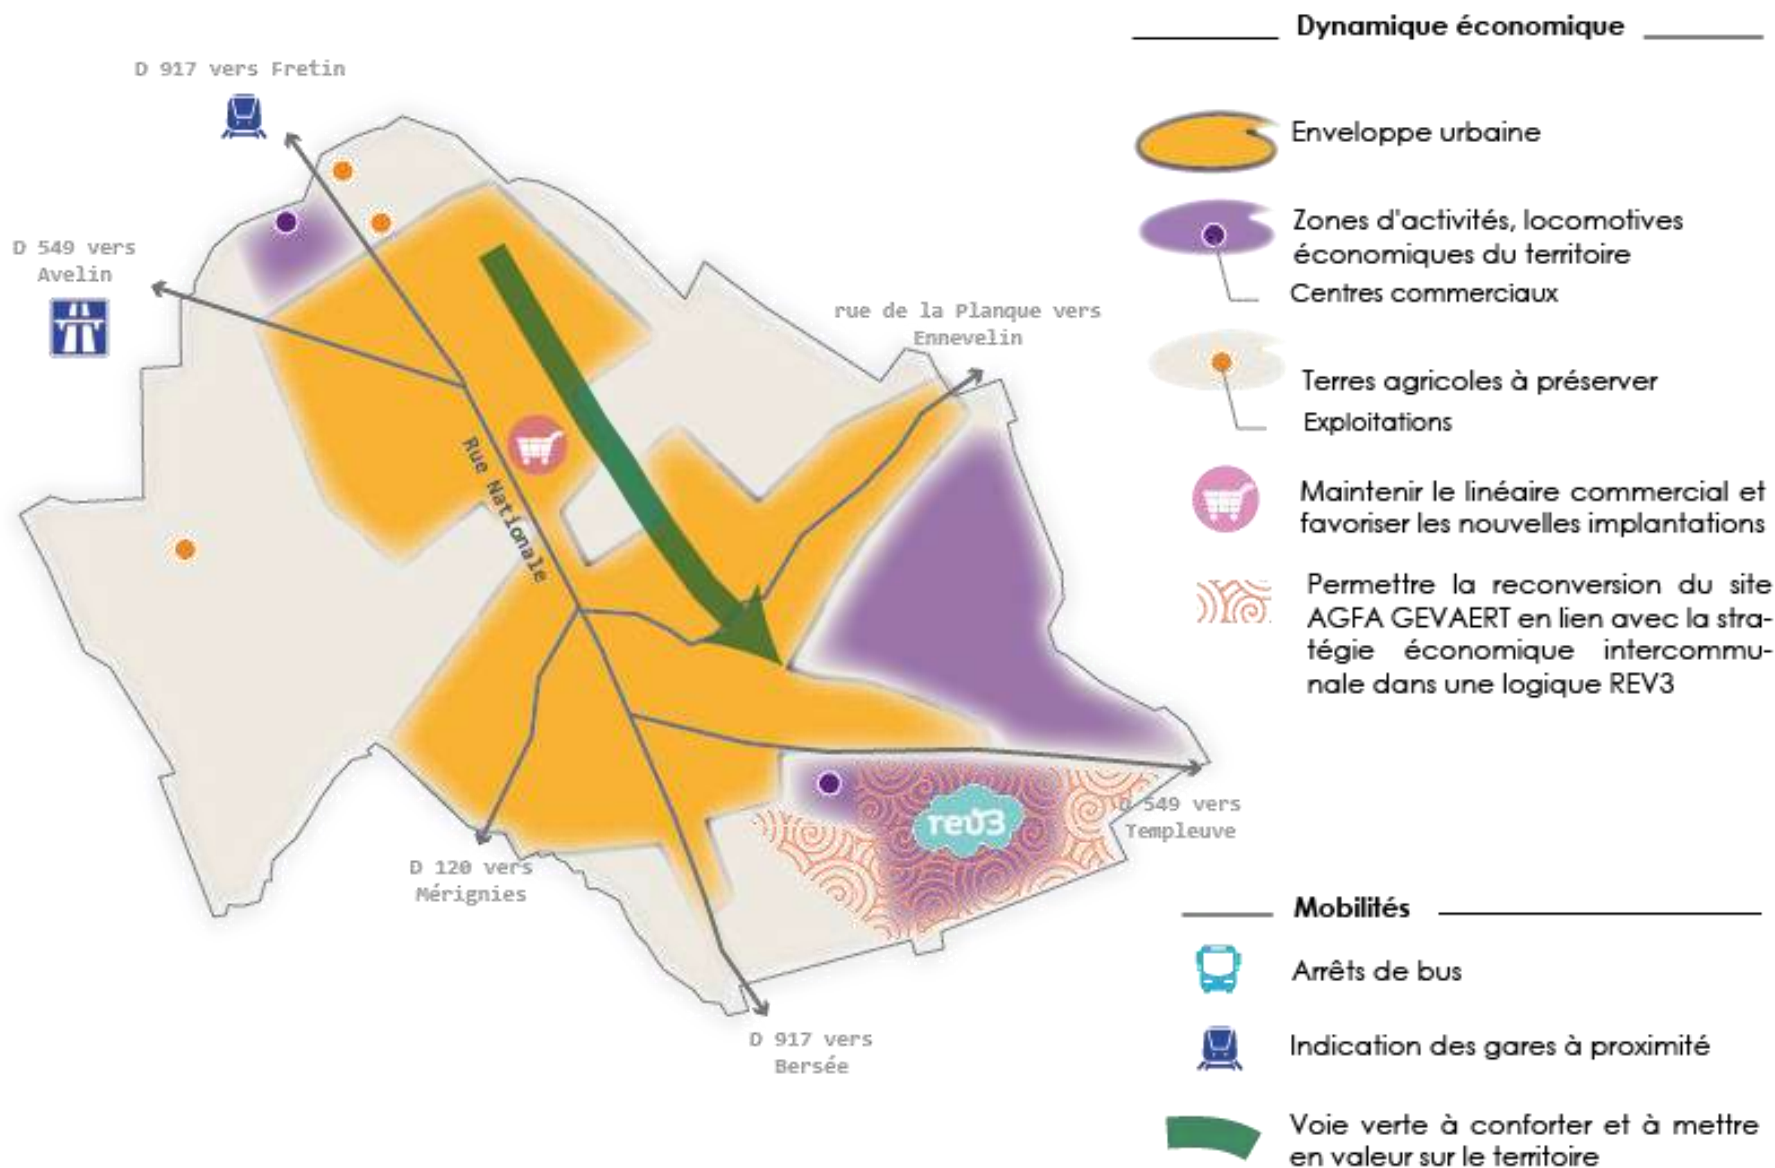 D 917 vers Fretin
D 549 vers
Avelin
rue de la Planque vers
Ennevelin
Rue Nationale
rev3
D 549 vers
Templeuve
D 120 vers
Mérignies
D 917 vers
Bersée
Dynamique économique
Enveloppe urbaine
Zones d'activités, locomotives
économiques du territoire
Centres commerciaux
Terres agricoles à préserver
Exploitations
Maintenir le linéaire commercial et
favoriser les nouvelles implantations
Permettre la reconversion du site
AGFA GEVAERT en lien avec la stra-
tégie économique intercommu-
nale dans une logique REV3
Mobilités
Arrêts de bus
Indication des gares à proximité
Voie verte à conforter et à mettre
en valeur sur le territoire